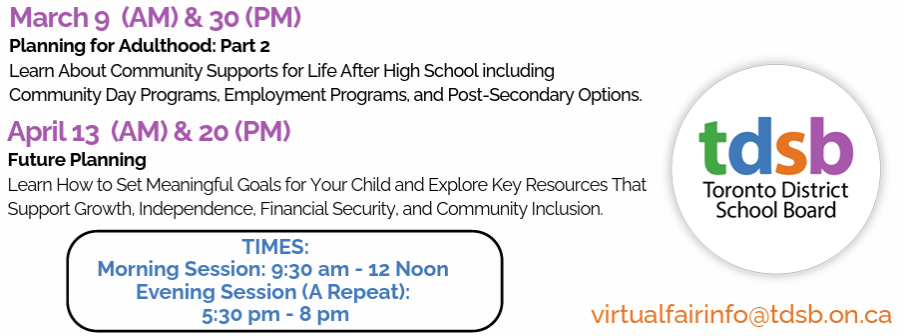 March 9 (AM) & 30 (PM)
Planning for Adulthood: Part 2
Learn About Community Supports for Life After High School including
Community Day Programs, Employment Programs, and Post-Secondary Options.
April 13 (AM) & 20 (PM)
Future Planning
Learn How to Set Meaningful Goals for Your Child and Explore Key Resources That
Support Growth, Independence, Financial Security, and Community Inclusion.
TIMES:
Morning Session: 9:30 am - 12 Noon
Evening Session (A Repeat):
5:30 pm - 8 pm
tdsb
Toronto District
School Board
virtualfairinfo@tdsb.on.ca